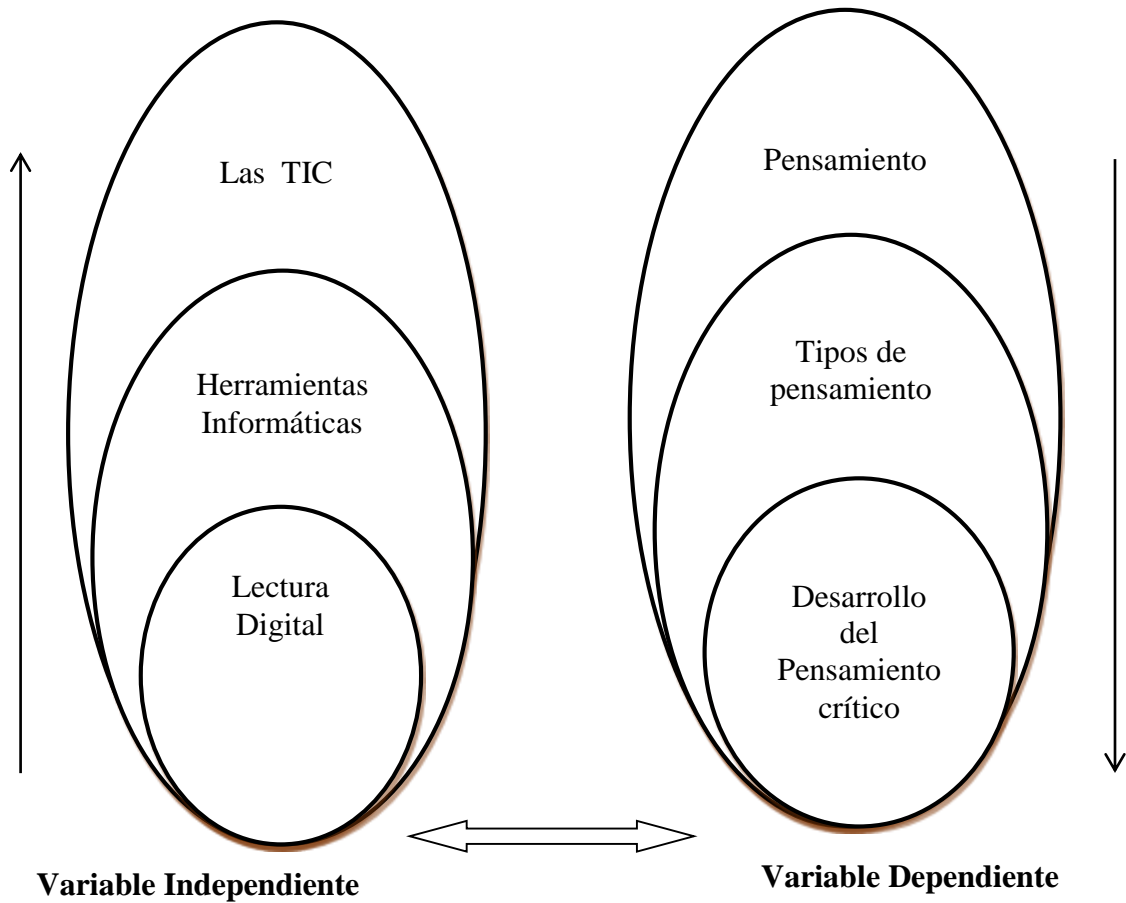 Las TIC
Herramientas
Informáticas
Lectura
Digital
Variable Independiente
Pensamiento
Tipos de
pensamiento
Desarrollo
del
Pensamiento
crítico
Variable Dependiente